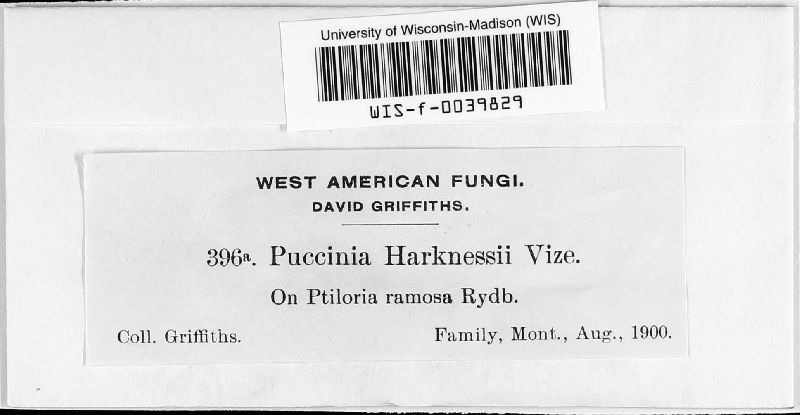 University of Wisconsin-Madison (WIS)
WIS-f-0039829
WEST AMERICAN FUNGI.
DAVID GRIFFITHS.
396a. Puccinia Harknessii Vize.
On Ptiloria ramosa Rydb.
Coll. Griffiths. Family, Mont., Aug., 1900.